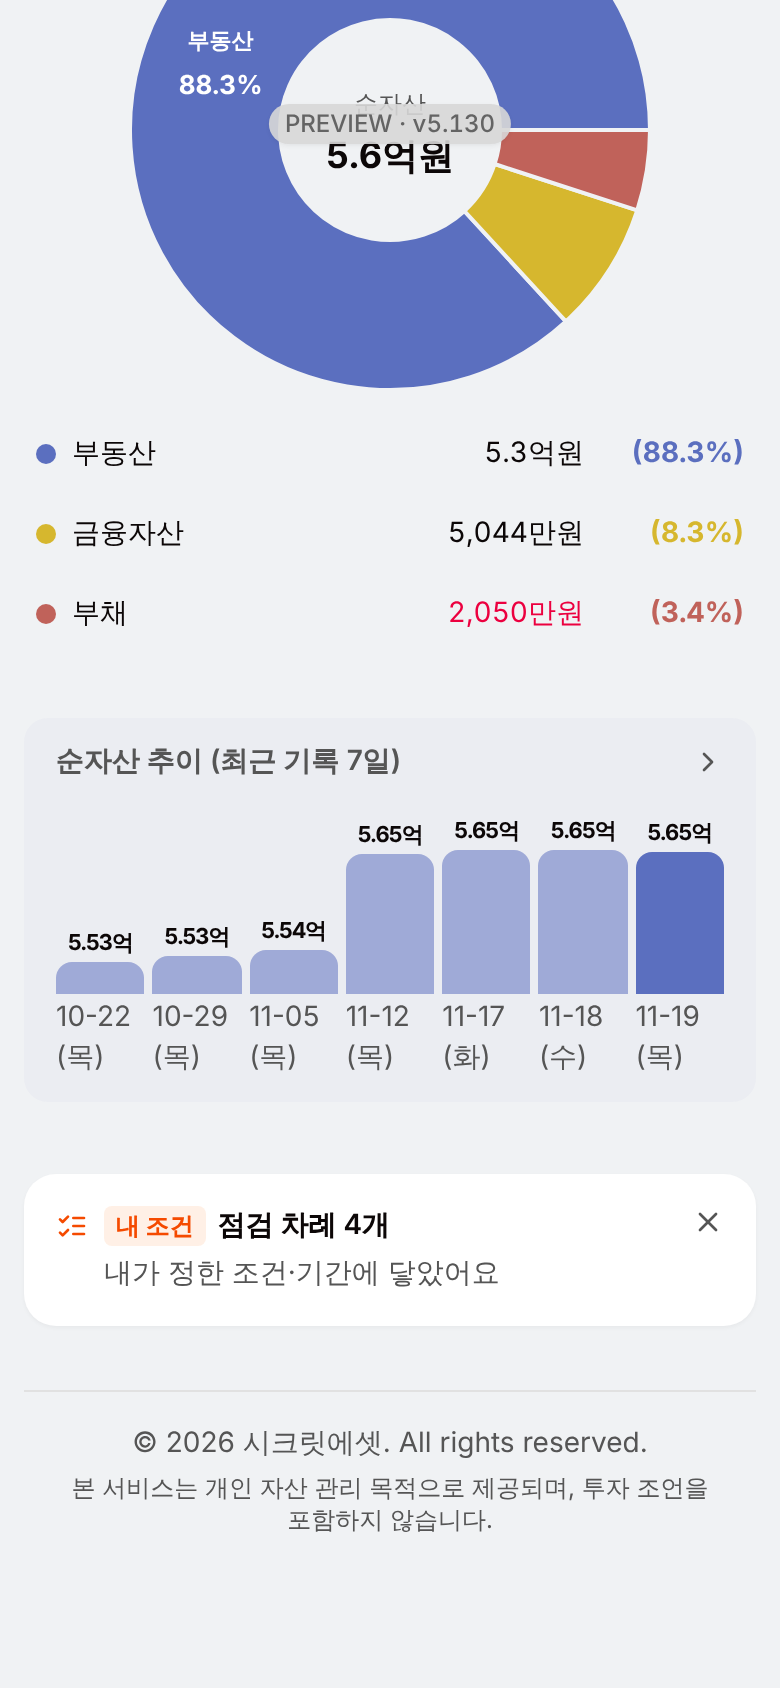 부동산
88.3%
순자산
PREVIEW · v5.130
5.6억원
부동산 5.3억원 (88.3%)
금융자산 5,044만원 (8.3%)
부채 2,050만원 (3.4%)
순자산 추이 (최근 기록 7일)
5.53억 5.53억 5.54억 5.65억 5.65억 5.65억 5.65억
10-22 10-29 11-05 11-12 11-17 11-18 11-19
(목) (목) (목) (목) (화) (수) (목)
내 조건 점검 차례 4개
내가 정한 조건·기간에 닿았어요
© 2026 시크릿에셋. All rights reserved.
본 서비스는 개인 자산 관리 목적으로 제공되며, 투자 조언을
포함하지 않습니다.